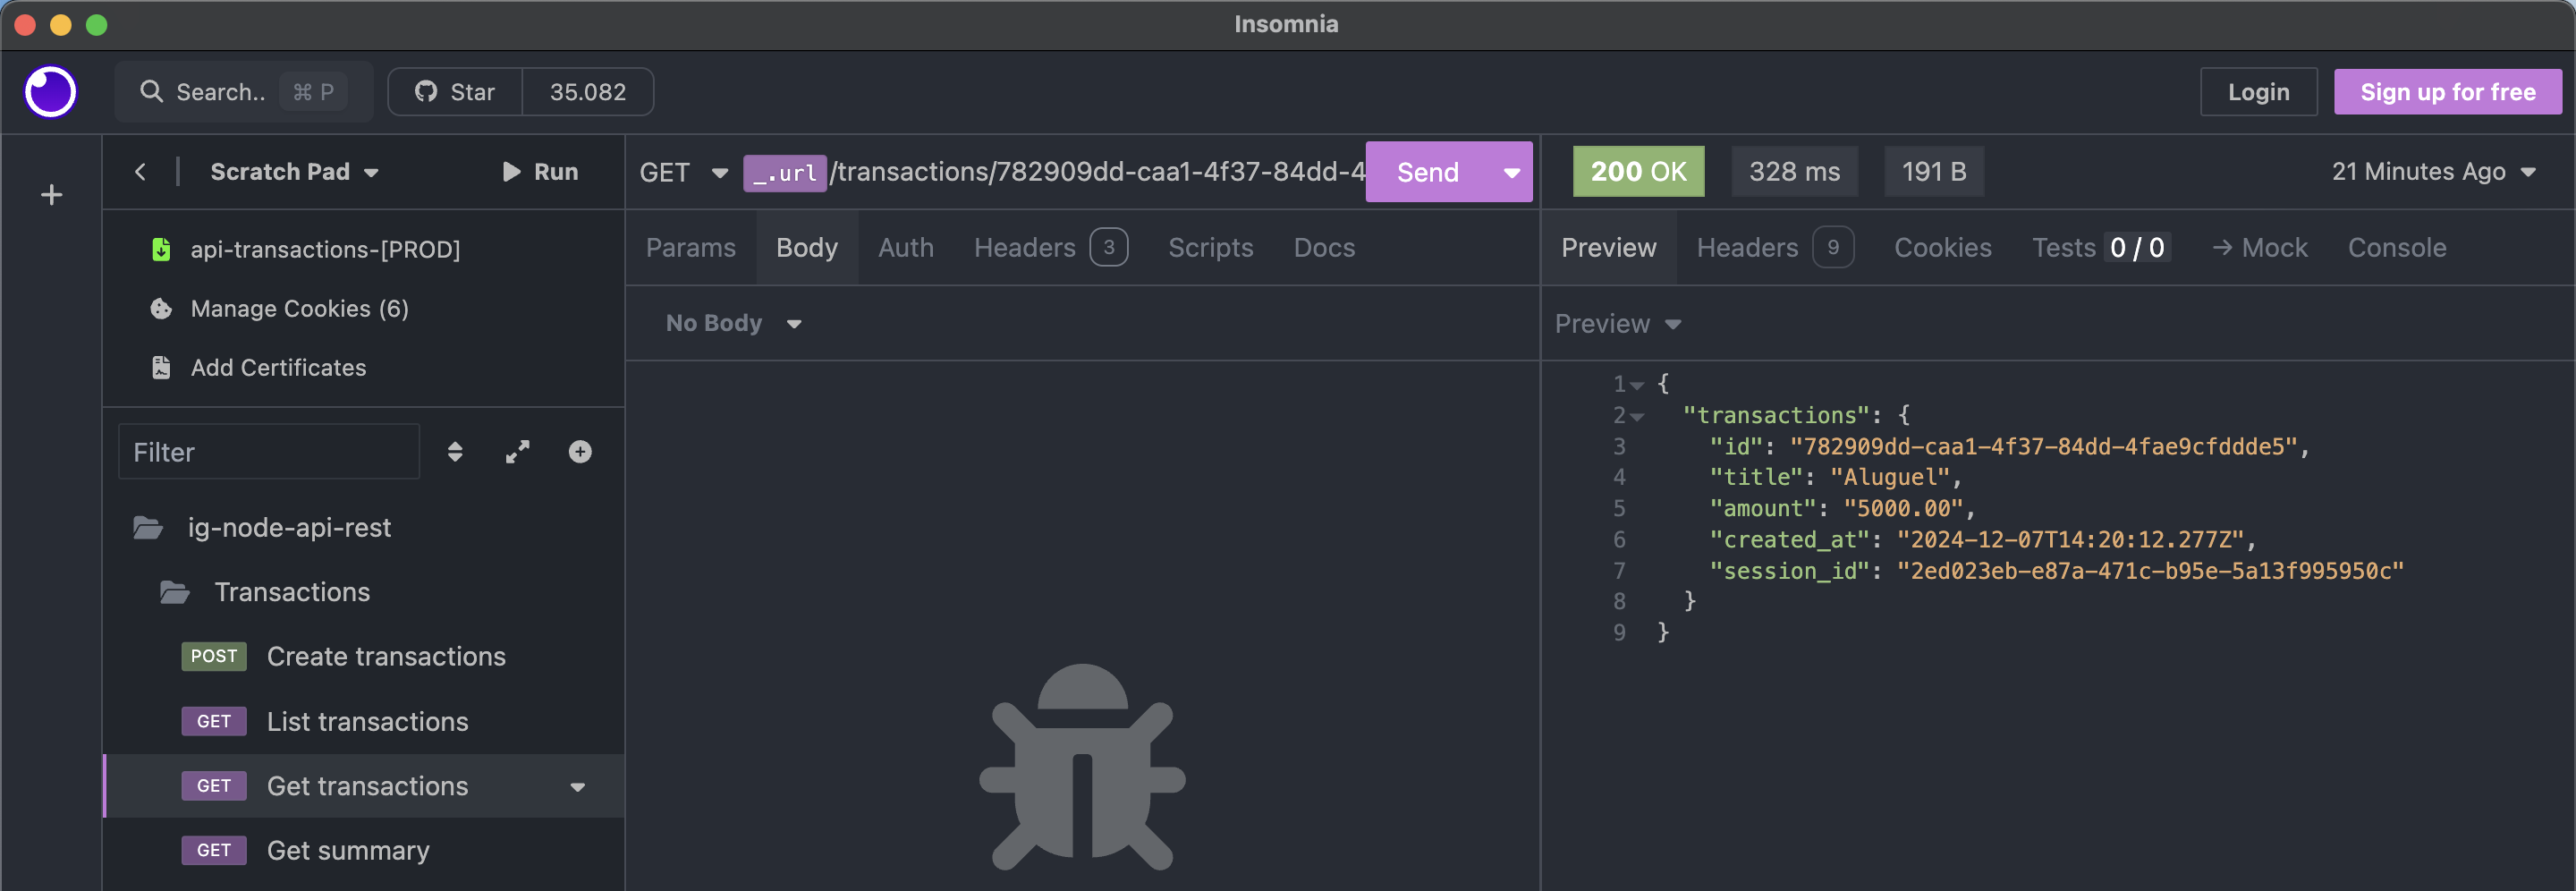 Insomnia
Search.. ⌘ P
Star 35.082
Login
Sign up for free
Scratch Pad
Run
api-transactions-[PROD]
Manage Cookies (6)
Add Certificates
Filter
ig-node-api-rest
Transactions
POST Create transactions
GET List transactions
GET Get transactions
GET Get summary
GET _.url/transactions/782909dd-caa1-4f37-84dd-4
Send
Params Body Auth Headers 3 Scripts Docs
No Body
200 OK 328 ms 191 B
21 Minutes Ago
Preview Headers 9 Cookies Tests 0 / 0 → Mock Console
Preview
1 {
2 "transactions": {
3 "id": "782909dd-caa1-4f37-84dd-4fae9cfddde5",
4 "title": "Aluguel",
5 "amount": "5000.00",
6 "created_at": "2024-12-07T14:20:12.277Z",
7 "session_id": "2ed023eb-e87a-471c-b95e-5a13f995950c"
8 }
9 }